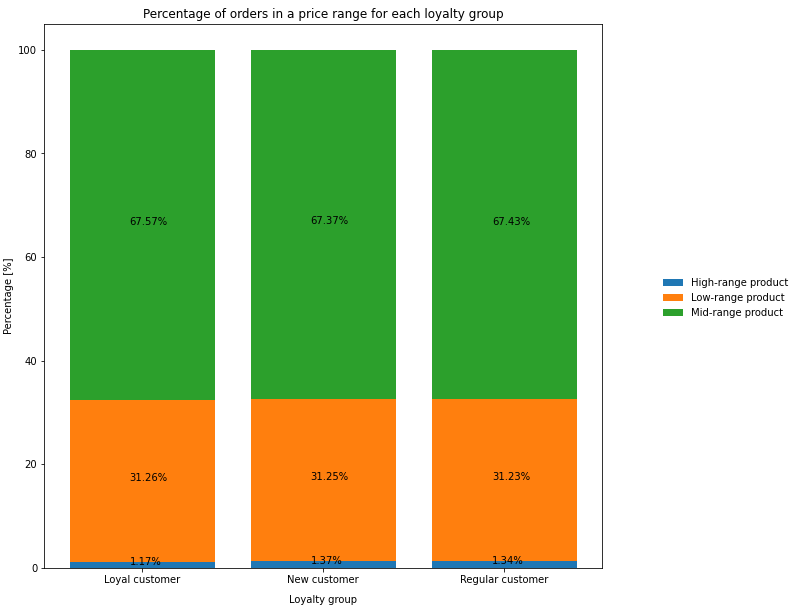 Percentage of orders in a price range for each loyalty group
Percentage [%]
100
80
60
40
20
0
67.57%
67.37%
67.43%
31.26%
31.25%
31.23%
1.17%
1.37%
1.34%
Loyal customer
New customer
Regular customer
Loyalty group
High-range product
Low-range product
Mid-range product